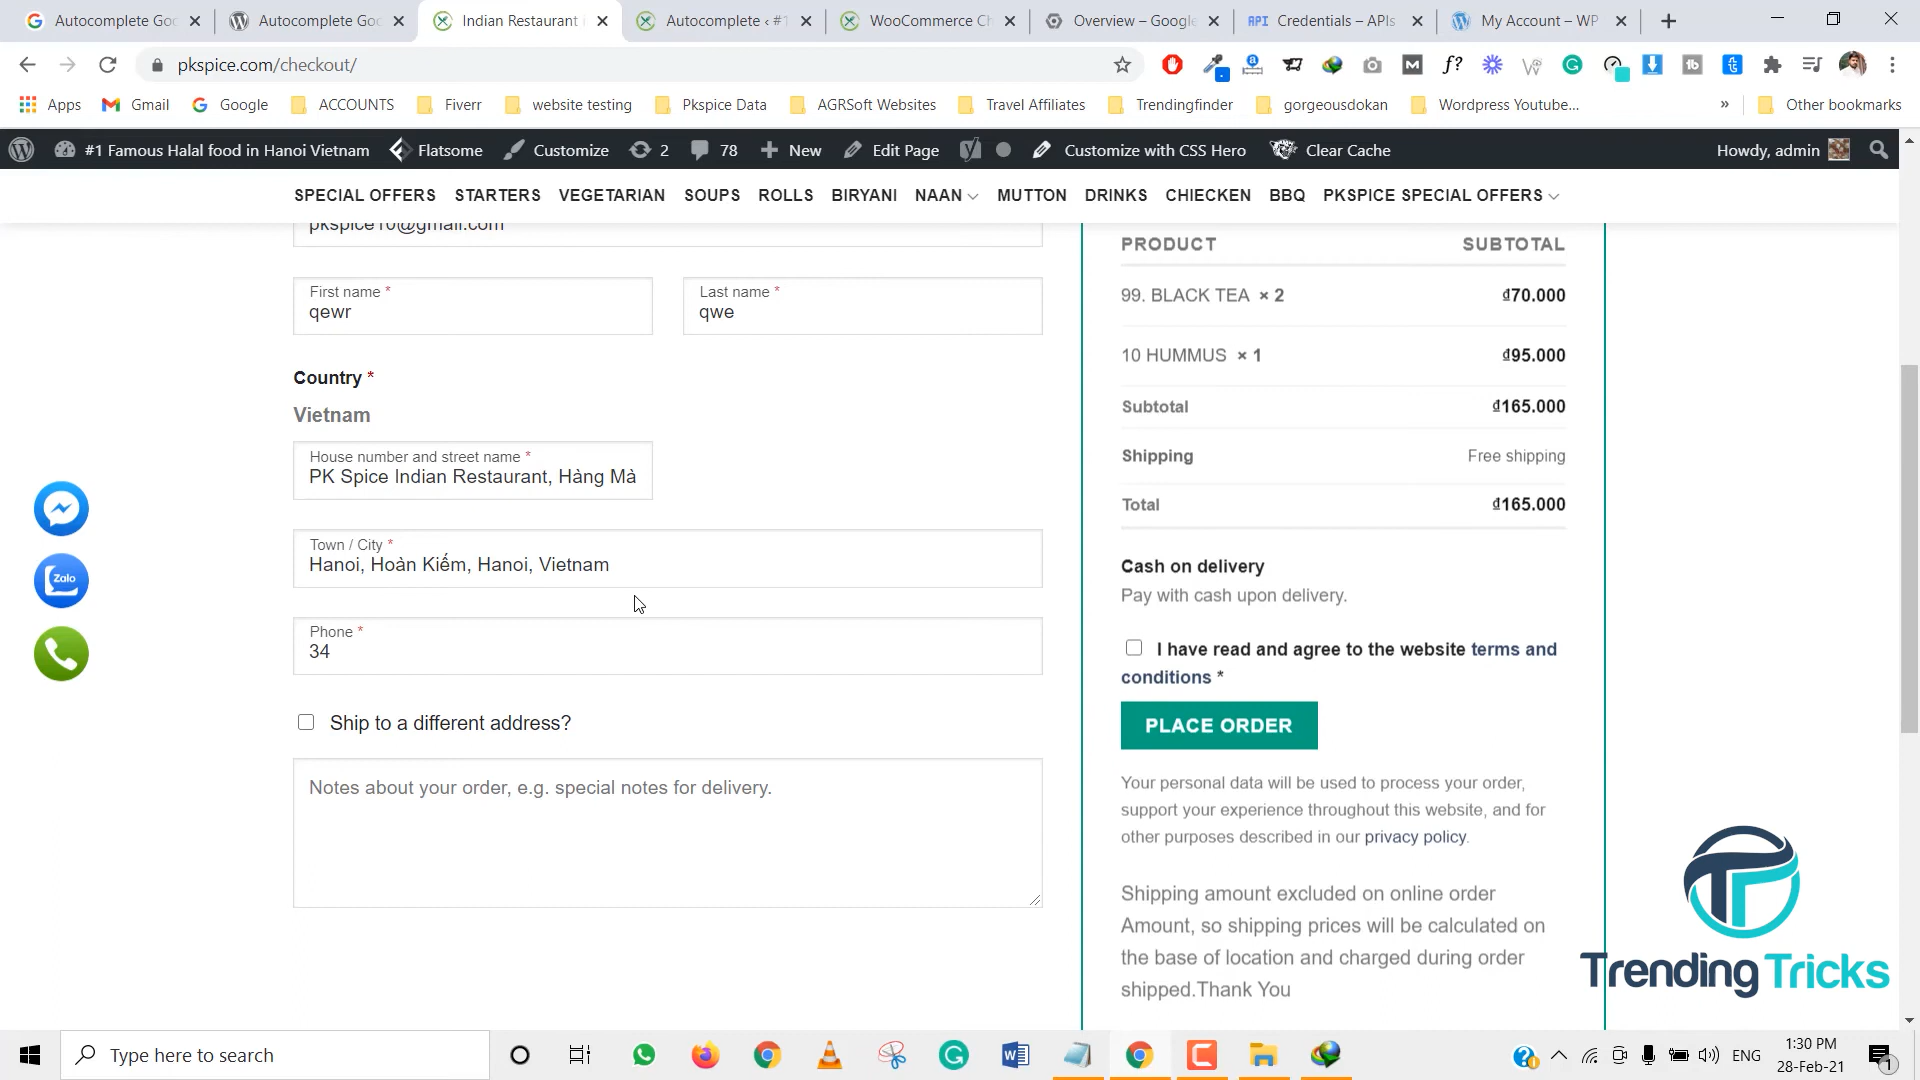 Autocomplete Goo
Autocomplete Goo
Indian Restaurant
Autocomplete ‹ #1
WooCommerce Ch
Overview – Google
API Credentials – APIs
My Account – WP
pkspice.com/checkout/
Apps
Gmail
Google
ACCOUNTS
Fiverr
website testing
Pkspice Data
AGRSoft Websites
Travel Affiliates
Trendingfinder
gorgeousdokan
Wordpress Youtube...
»
Other bookmarks
#1 Famous Halal food in Hanoi Vietnam
Flatsome
Customize
2
78
New
Edit Page
Customize with CSS Hero
Clear Cache
Howdy, admin
SPECIAL OFFERS STARTERS VEGETARIAN SOUPS ROLLS BIRYANI NAAN MUTTON DRINKS CHIECKEN BBQ PKSPICE SPECIAL OFFERS
pkspice10@gmail.com
First name *
qewr
Last name *
qwe
Country *
Vietnam
House number and street name *
PK Spice Indian Restaurant, Hàng Mà
Town / City *
Hanoi, Hoàn Kiếm, Hanoi, Vietnam
Phone *
34
Ship to a different address?
Notes about your order, e.g. special notes for delivery.
Zalo
PRODUCT SUBTOTAL
99. BLACK TEA × 2 ₫70.000
10 HUMMUS × 1 ₫95.000
Subtotal ₫165.000
Shipping Free shipping
Total ₫165.000
Cash on delivery
Pay with cash upon delivery.
I have read and agree to the website terms and
conditions *
PLACE ORDER
Your personal data will be used to process your order,
support your experience throughout this website, and for
other purposes described in our privacy policy.
Shipping amount excluded on online order
Amount, so shipping prices will be calculated on
the base of location and charged during order
shipped.Thank You
Trending Tricks
Type here to search
ENG
1:30 PM
28-Feb-21
1